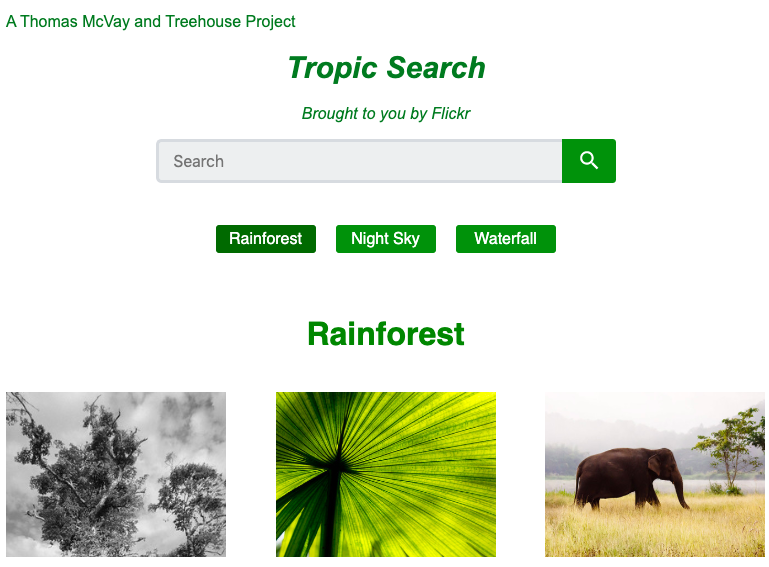 A Thomas McVay and Treehouse Project
Tropic Search
Brought to you by Flickr
Search
Rainforest Night Sky Waterfall
Rainforest